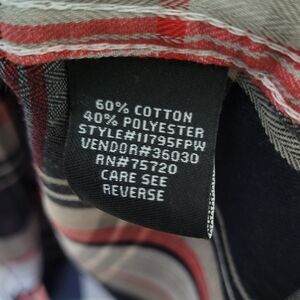 60% COTTON
40% POLYESTER
STYLE#11795FPW
VENDOR#36030
RN#75720
CARE SEE
REVERSE